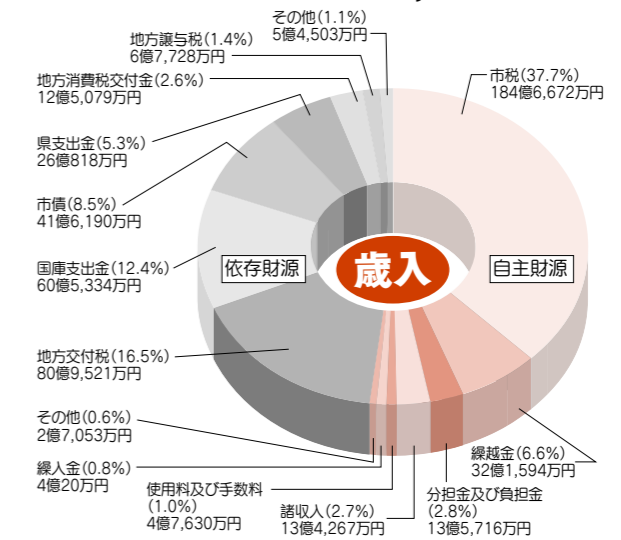 その他(1.1%)
5億4,503万円
地方譲与税(1.4%)
6億7,728万円
地方消費税交付金(2.6%)
12億5,079万円
県支出金(5.3%)
26億818万円
市債(8.5%)
41億6,190万円
国庫支出金(12.4%)
60億5,334万円
地方交付税(16.5%)
80億9,521万円
その他(0.6%)
2億7,053万円
繰入金(0.8%)
4億20万円
使用料及び手数料
(1.0%)
4億7,630万円
諸収入(2.7%)
13億4,267万円
分担金及び負担金
(2.8%)
13億5,716万円
繰越金(6.6%)
32億1,594万円
市税(37.7%)
184億6,672万円
依存財源
歳入
自主財源